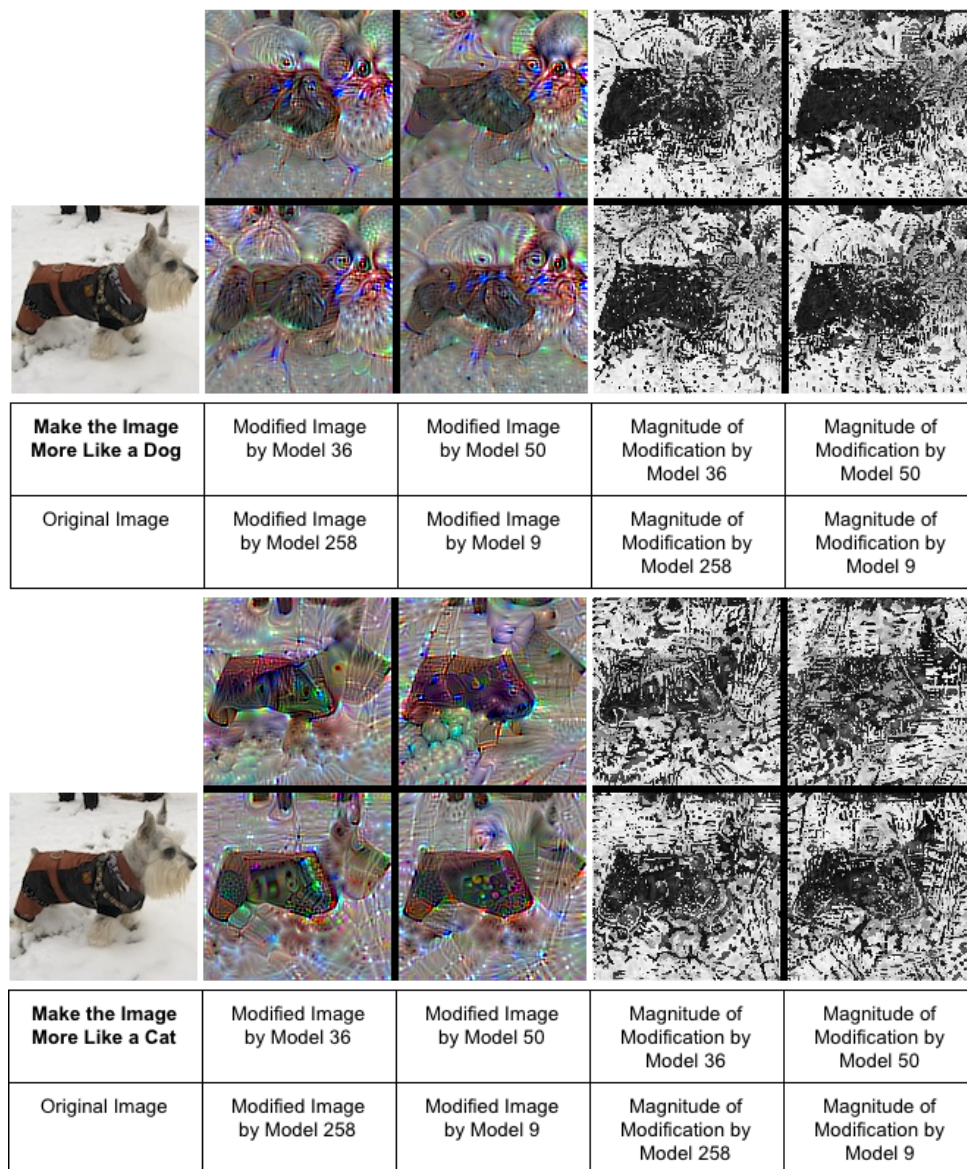 Make the Image
More Like a Dog
Modified Image
by Model 36
Modified Image
by Model 50
Magnitude of
Modification by
Model 36
Magnitude of
Modification by
Model 50
Original Image
Modified Image
by Model 258
Modified Image
by Model 9
Magnitude of
Modification by
Model 258
Magnitude of
Modification by
Model 9
Make the Image
More Like a Cat
Modified Image
by Model 36
Modified Image
by Model 50
Magnitude of
Modification by
Model 36
Magnitude of
Modification by
Model 50
Original Image
Modified Image
by Model 258
Modified Image
by Model 9
Magnitude of
Modification by
Model 258
Magnitude of
Modification by
Model 9